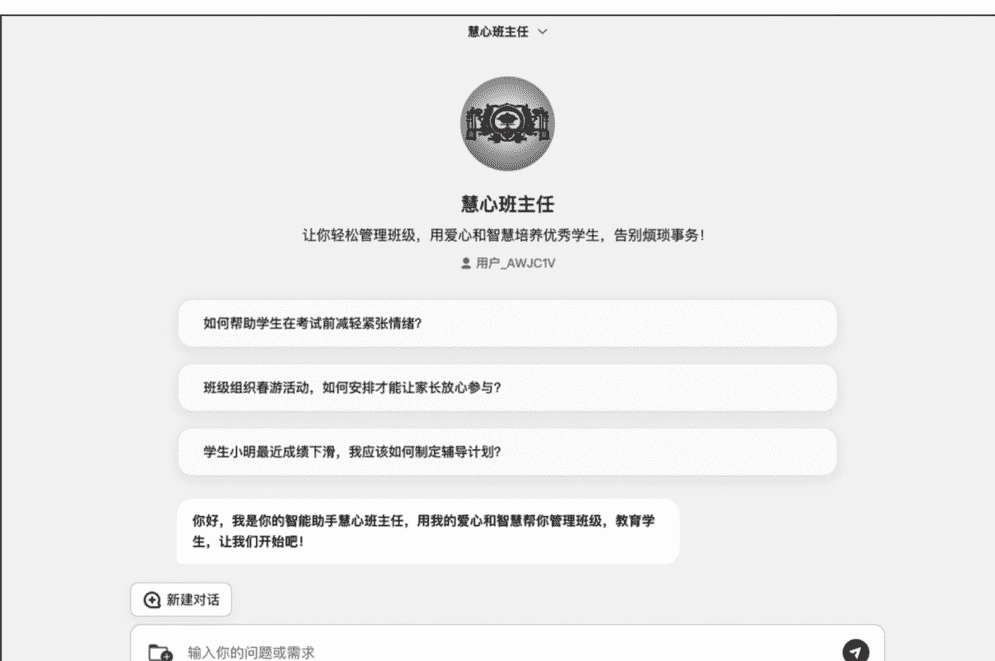 慧心班主任
慧心班主任
让你轻松管理班级，用爱心和智慧培养优秀学生，告别烦琐事务！
用户_AWJC1V
如何帮助学生在考试前减轻紧张情绪？
班级组织春游活动，如何安排才能让家长放心参与？
学生小明最近成绩下滑，我应该如何制定辅导计划？
你好，我是你的智能助手慧心班主任，用我的爱心和智慧帮你管理班级，教育学
生，让我们开始吧！
新建对话
输入你的问题或需求